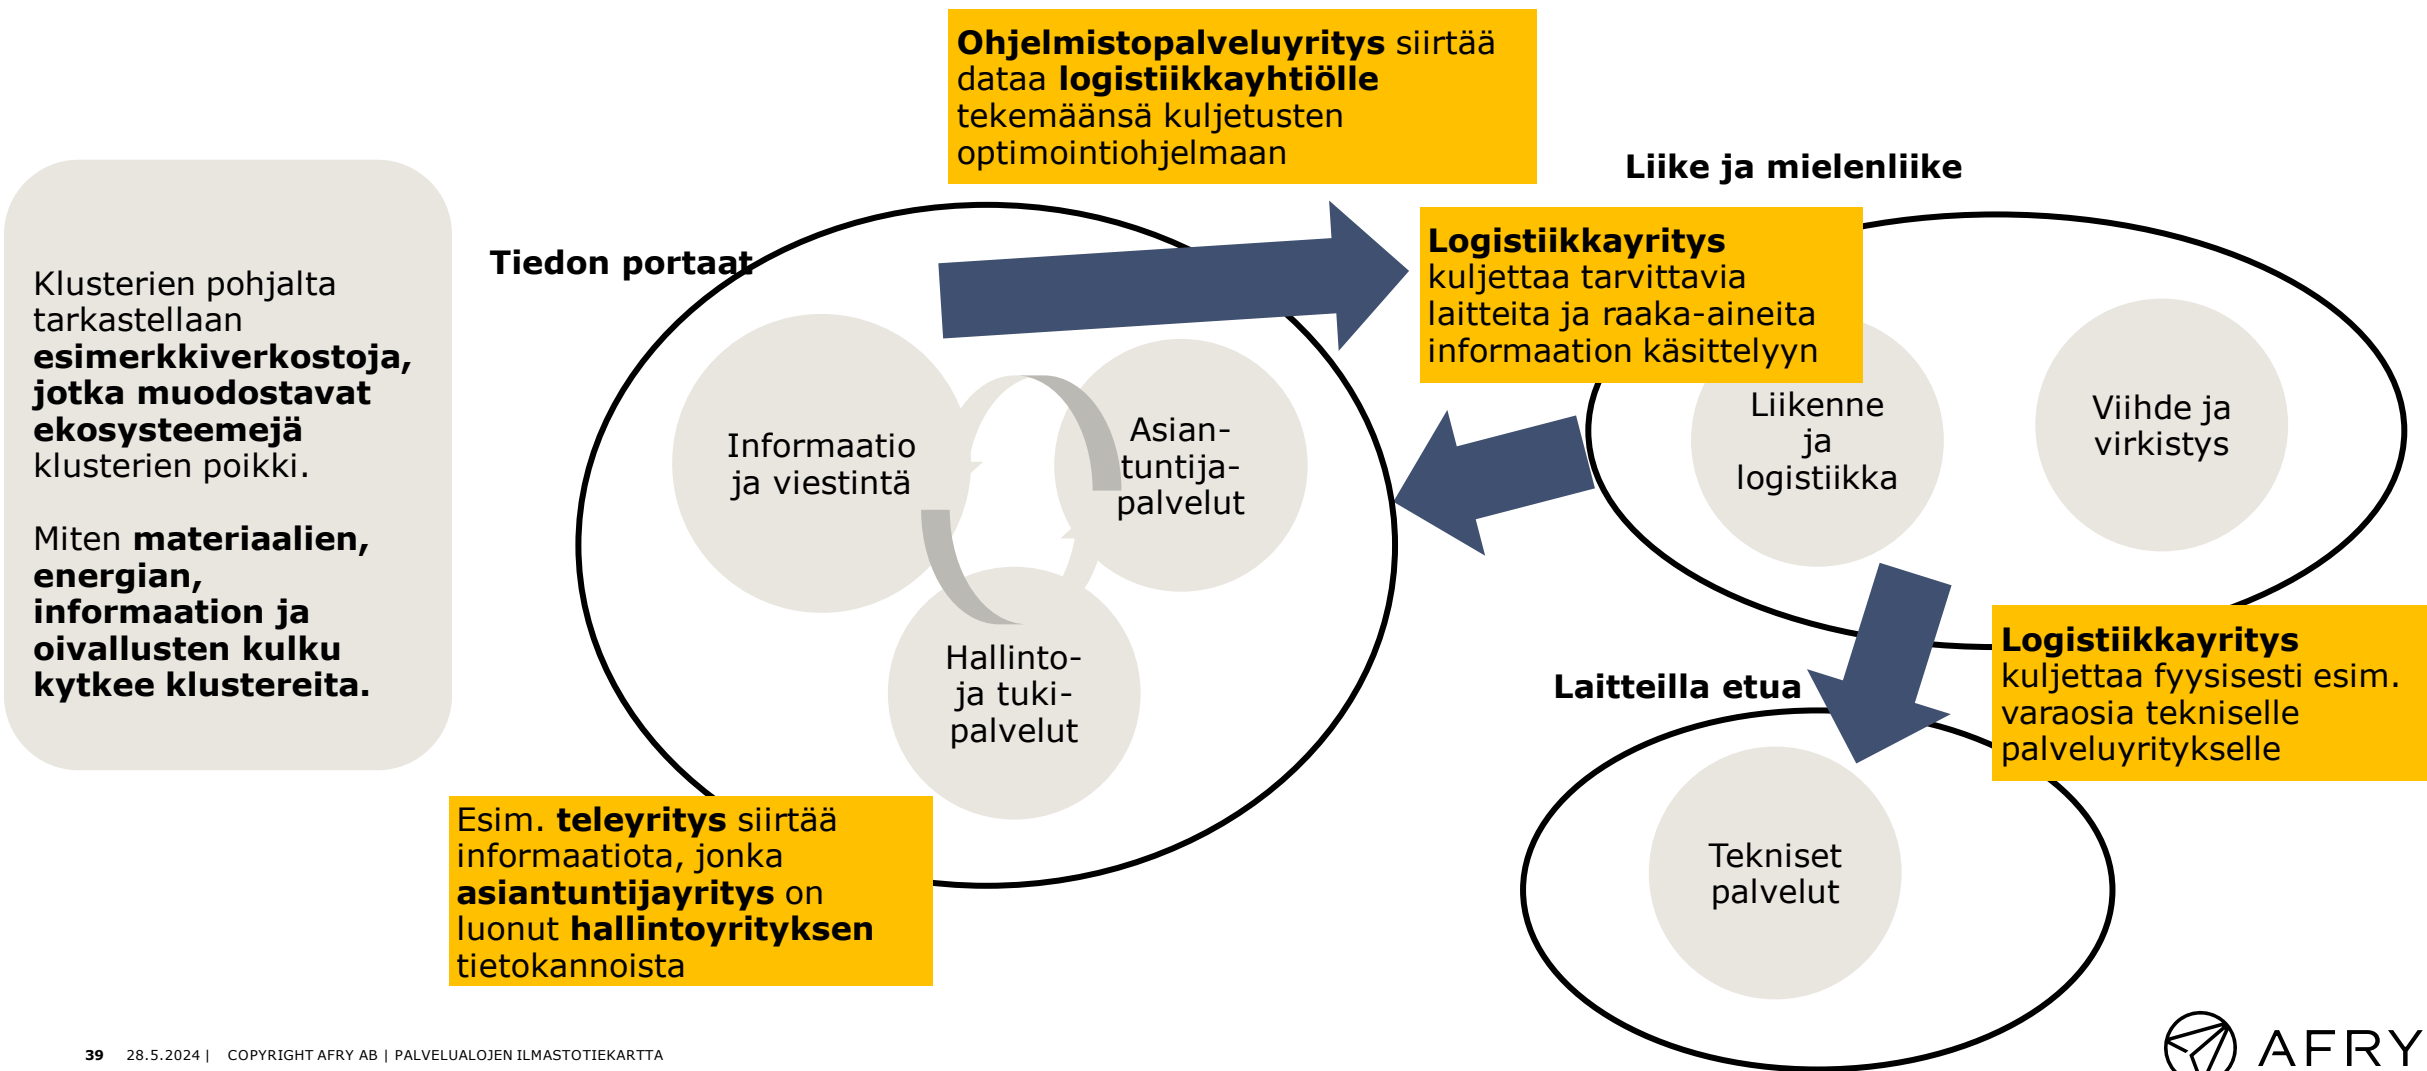 Ohjelmistopalveluyritys siirtää
dataa logistiikkayhtiölle
tekemäänsä kuljetusten
optimointiohjelmaan
Klusterien pohjalta
tarkastellaan
esimerkkiverkostoja,
jotka muodostavat
ekosysteemejä
klusterien poikki.
Miten materiaalien,
energian,
informaation ja
oivallusten kulku
kytkee klustereita.
Tiedon portaat
Informaatio
ja viestintä
Asian-
tuntija-
palvelut
Hallinto-
ja tuki-
palvelut
Esim. teleyritys siirtää
informaatiota, jonka
asiantuntijayritys on
luonut hallintoyrityksen
tietokannoista
Liike ja mielenliike
Logistiikkayritys
kuljettaa tarvittavia
laitteita ja raaka-aineita
informaation käsittelyyn
Liikenne
ja
logistiikka
Viihde ja
virkistys
Logistiikkayritys
kuljettaa fyysisesti esim.
varaosia tekniselle
palveluyritykselle
Laitteilla etua
Tekniset
palvelut
39 28.5.2024 | COPYRIGHT AFRY AB | PALVELUALOJEN ILMASTOTIEKARTTA
AFRY